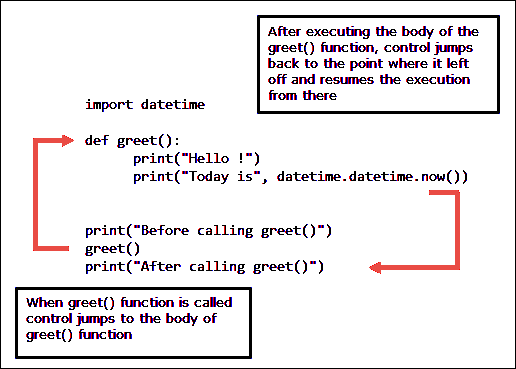 After executing the body of the
greet() function, control jumps
back to the point where it left
off and resumes the execution
from there
import datetime
def greet():
print("Hello !")
print("Today is", datetime.datetime.now())
print("Before calling greet()")
greet()
print("After calling greet()")
When greet() function is called
control jumps to the body of
greet() function